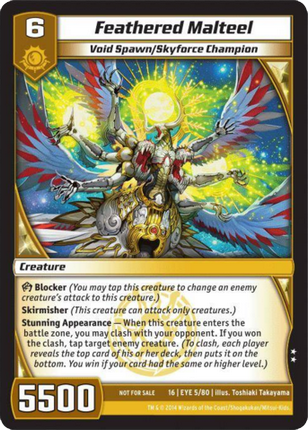 6
Feathered Malteel
Void Spawn/Skyforce Champion
Creature
Blocker (You may tap this creature to change an
enemy creature's attack to this creature.)
Skirmisher (This creature can attack only creatures.)
Stunning Appearance — When this creature enters the
battle zone, you may clash with your opponent. If you won
the clash, tap target enemy creature. (To clash, each player
reveals the top card of his or her deck, then puts it on the
bottom. You win if your card had the same or higher level.)
5500
NOT FOR SALE 16 | EYE 5/80 | illus. Toshiaki Takayama
TM & © 2014 Wizards of the Coast/Shogakukan/Mitsui-Kids.